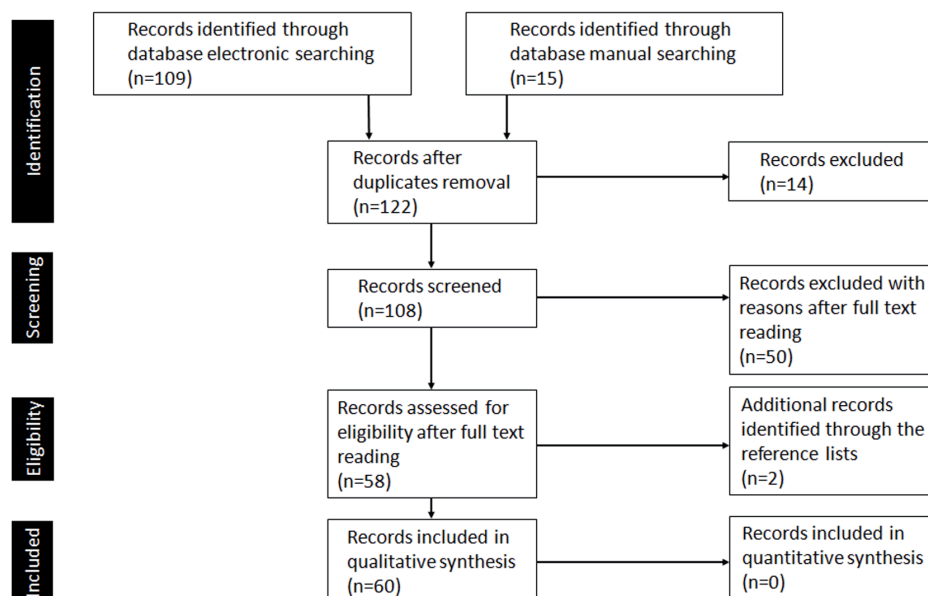 Identification
Records identified through
database electronic searching
(n=109)
Records identified through
database manual searching
(n=15)
Records after
duplicates removal
(n=122)
Records excluded
(n=14)
Screening
Records screened
(n=108)
Records excluded with
reasons after full text
reading
(n=50)
Eligibility
Records assessed for
eligibility after full text
reading
(n=58)
Additional records
identified through the
reference lists
(n=2)
Included
Records included in
qualitative synthesis
(n=60)
Records included in
quantitative synthesis
(n=0)